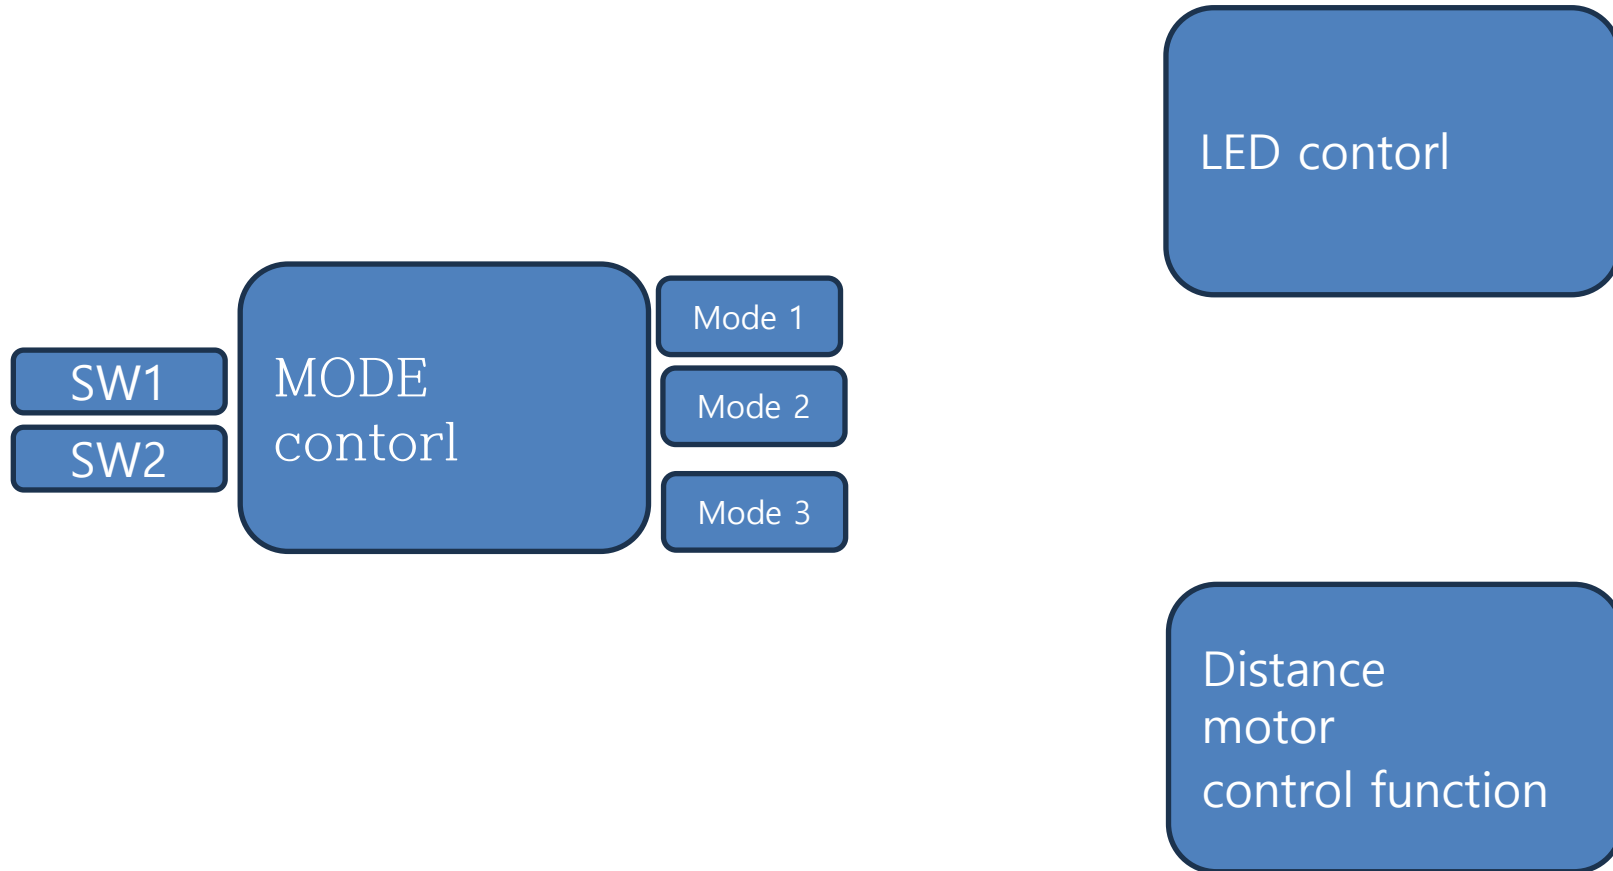 LED contorl
SW1
SW2
MODE
contorl
Mode 1
Mode 2
Mode 3
Distance
motor
control function